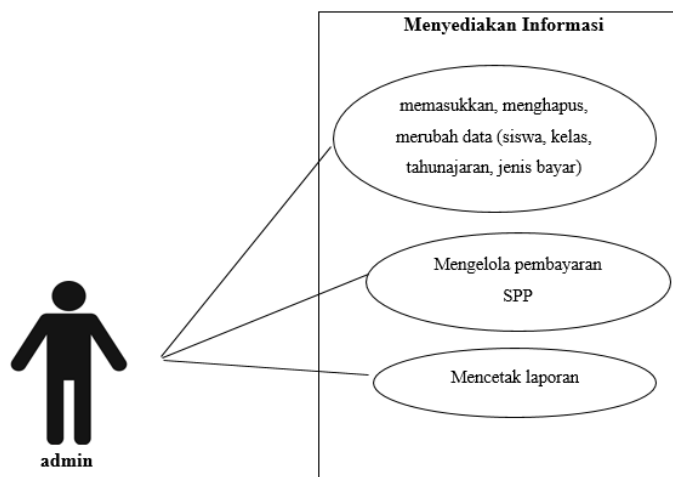 Menyediakan Informasi
memasukkan, menghapus,
merubah data (siswa, kelas,
tahunajaran, jenis bayar)
Mengelola pembayaran
SPP
Mencetak laporan
admin